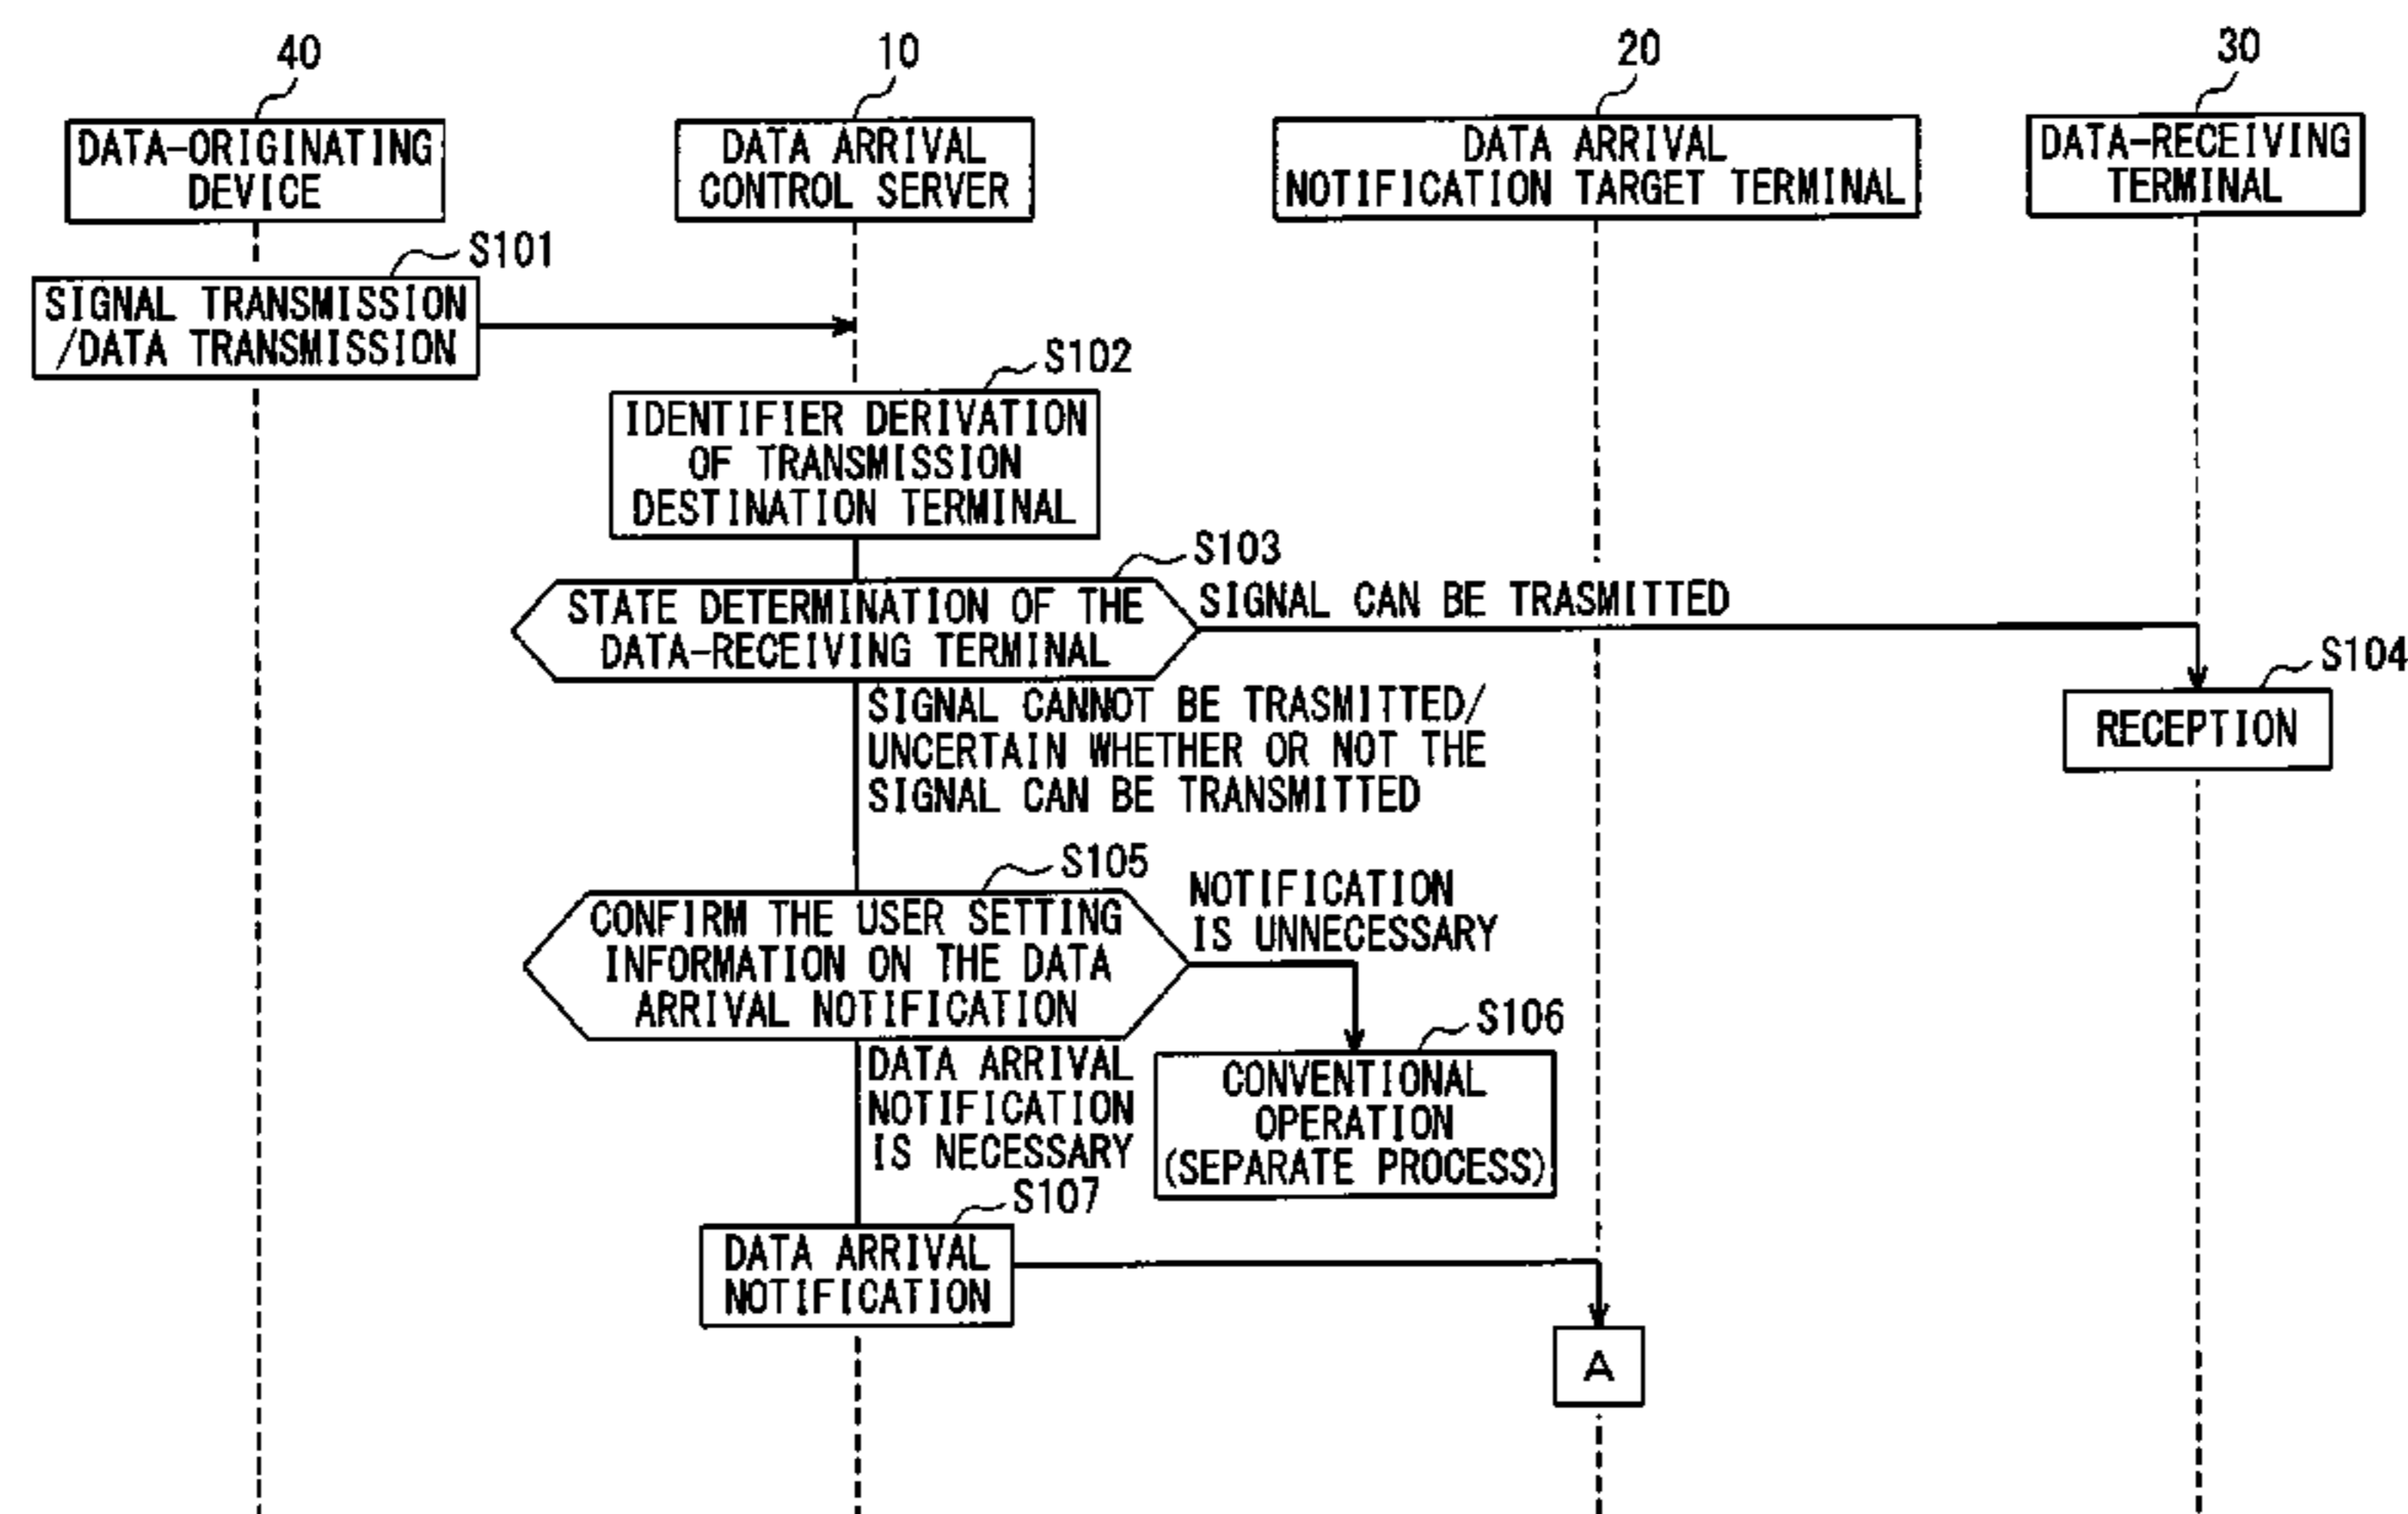 40
10
20
30
DATA-ORIGINATING
DEVICE
DATA ARRIVAL
CONTROL SERVER
DATA ARRIVAL
NOTIFICATION TARGET TERMINAL
DATA-RECEIVING
TERMINAL
S101
SIGNAL TRANSMISSION
/DATA TRANSMISSION
S102
IDENTIFIER DERIVATION
OF TRANSMISSION
DESTINATION TERMINAL
S103
STATE DETERMINATION OF THE
DATA-RECEIVING TERMINAL
SIGNAL CAN BE TRASMITTED
S104
RECEPTION
SIGNAL CANNOT BE TRASMITTED/
UNCERTAIN WHETHER OR NOT THE
SIGNAL CAN BE TRANSMITTED
S105
CONFIRM THE USER SETTING
INFORMATION ON THE DATA
ARRIVAL NOTIFICATION
NOTIFICATION
IS UNNECESSARY
S106
CONVENTIONAL
OPERATION
(SEPARATE PROCESS)
DATA ARRIVAL
NOTIFICATION
IS NECESSARY
S107
DATA ARRIVAL
NOTIFICATION
A